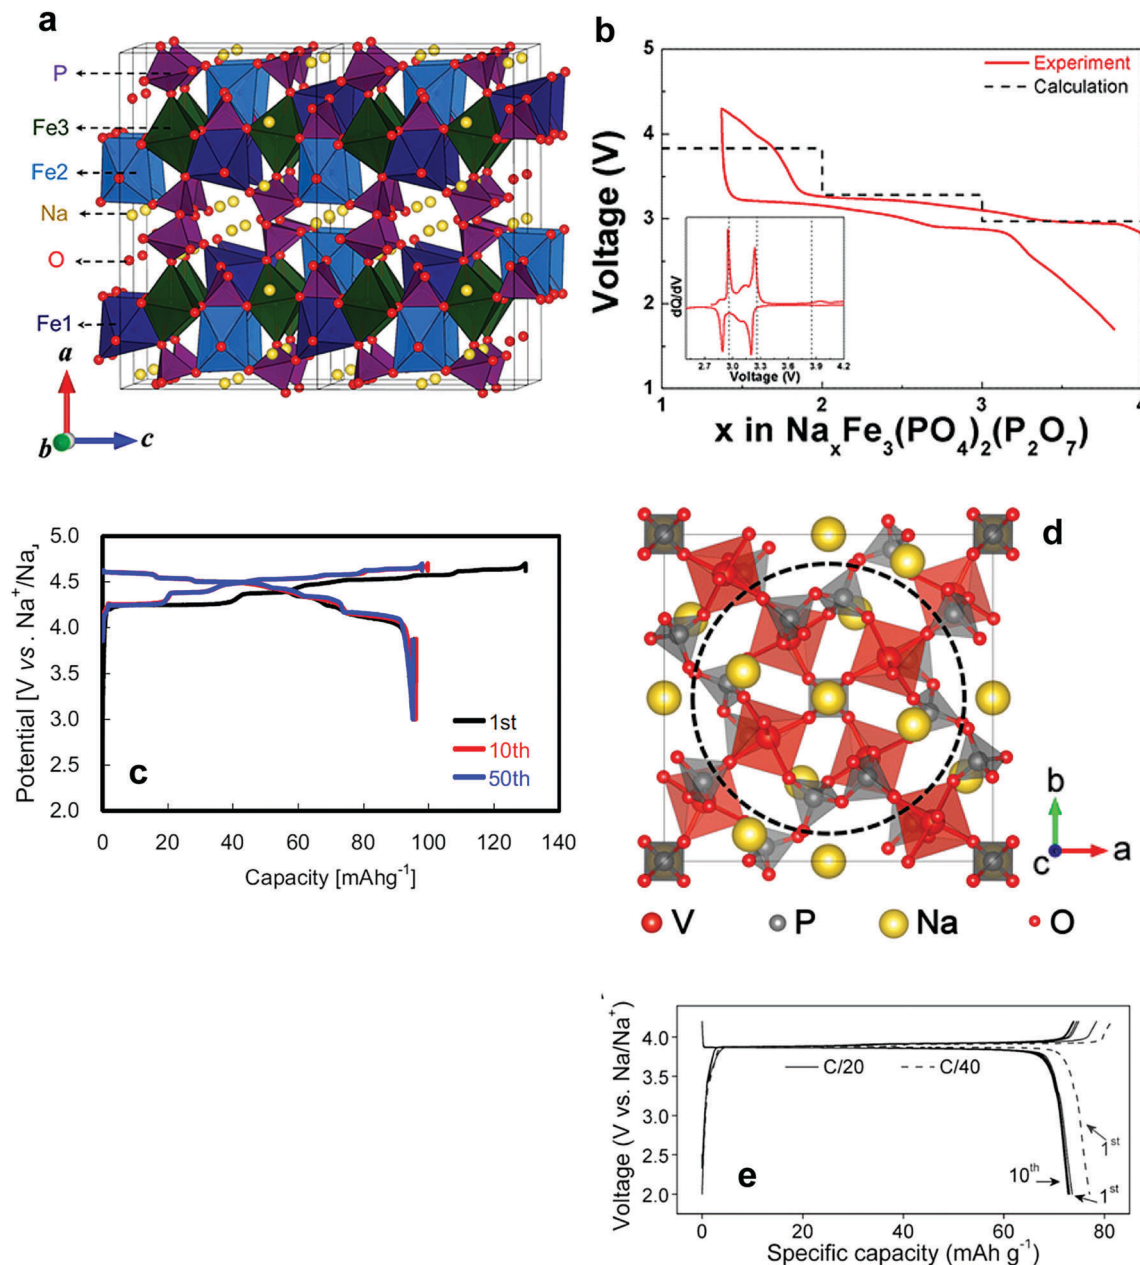 a
P
Fe3
Fe2
Na
O
Fe1
a
b
c
b
Experiment
Calculation
Voltage (V)
5
4
3
2
1
dQ/dV
2.7 3.0 3.3 3.6 3.9 4.2
Voltage (V)
1 2 3 4
x in NaxFe3(PO4)2(P2O7)
c
Potential [V vs. Na+/Na]
5.0
4.5
4.0
3.5
3.0
2.5
2.0
1st
10th
50th
0 20 40 60 80 100 120 140
Capacity [mAhg-1]
d
b
c
a
V P Na O
e
Voltage (V vs. Na/Na+)
4.0
3.5
3.0
2.5
2.0
C/20 C/40
1st
10th
1st
0 20 40 60 80
Specific capacity (mAh g-1)